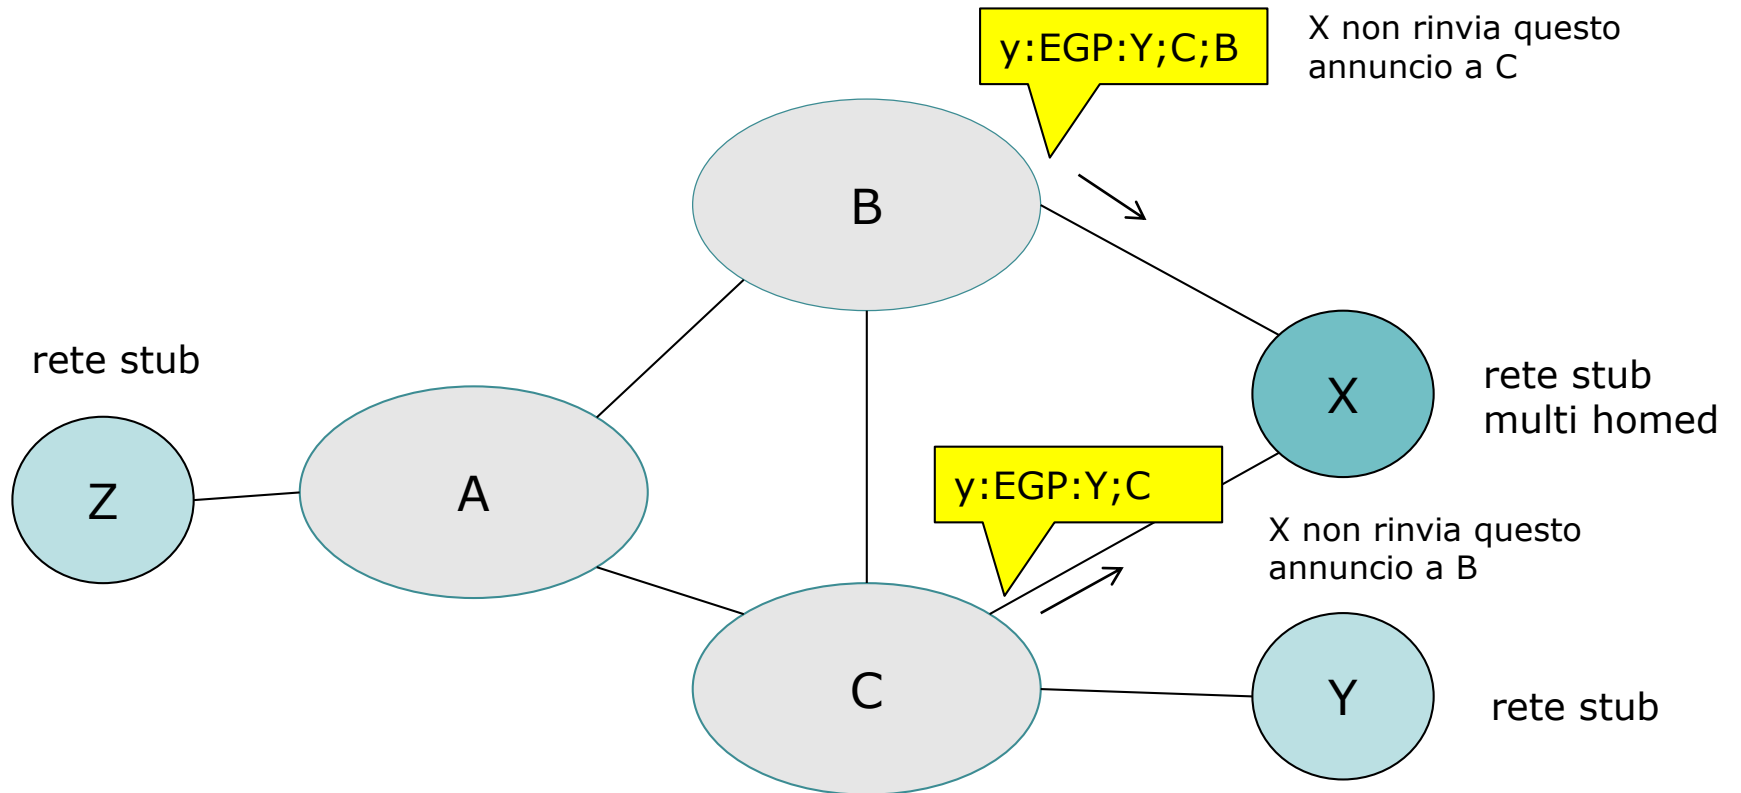 y:EGP:Y;C;B
X non rinvia questo
annuncio a C
B
rete stub
X
rete stub
multi homed
Z
A
y:EGP:Y;C
X non rinvia questo
annuncio a B
C
Y
rete stub